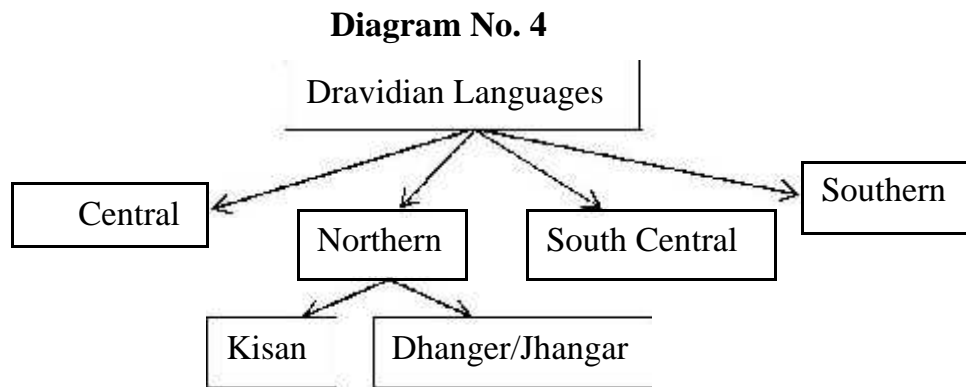 Diagram No. 4
Dravidian Languages
Central
Northern
South Central
Southern
Kisan
Dhanger/Jhangar